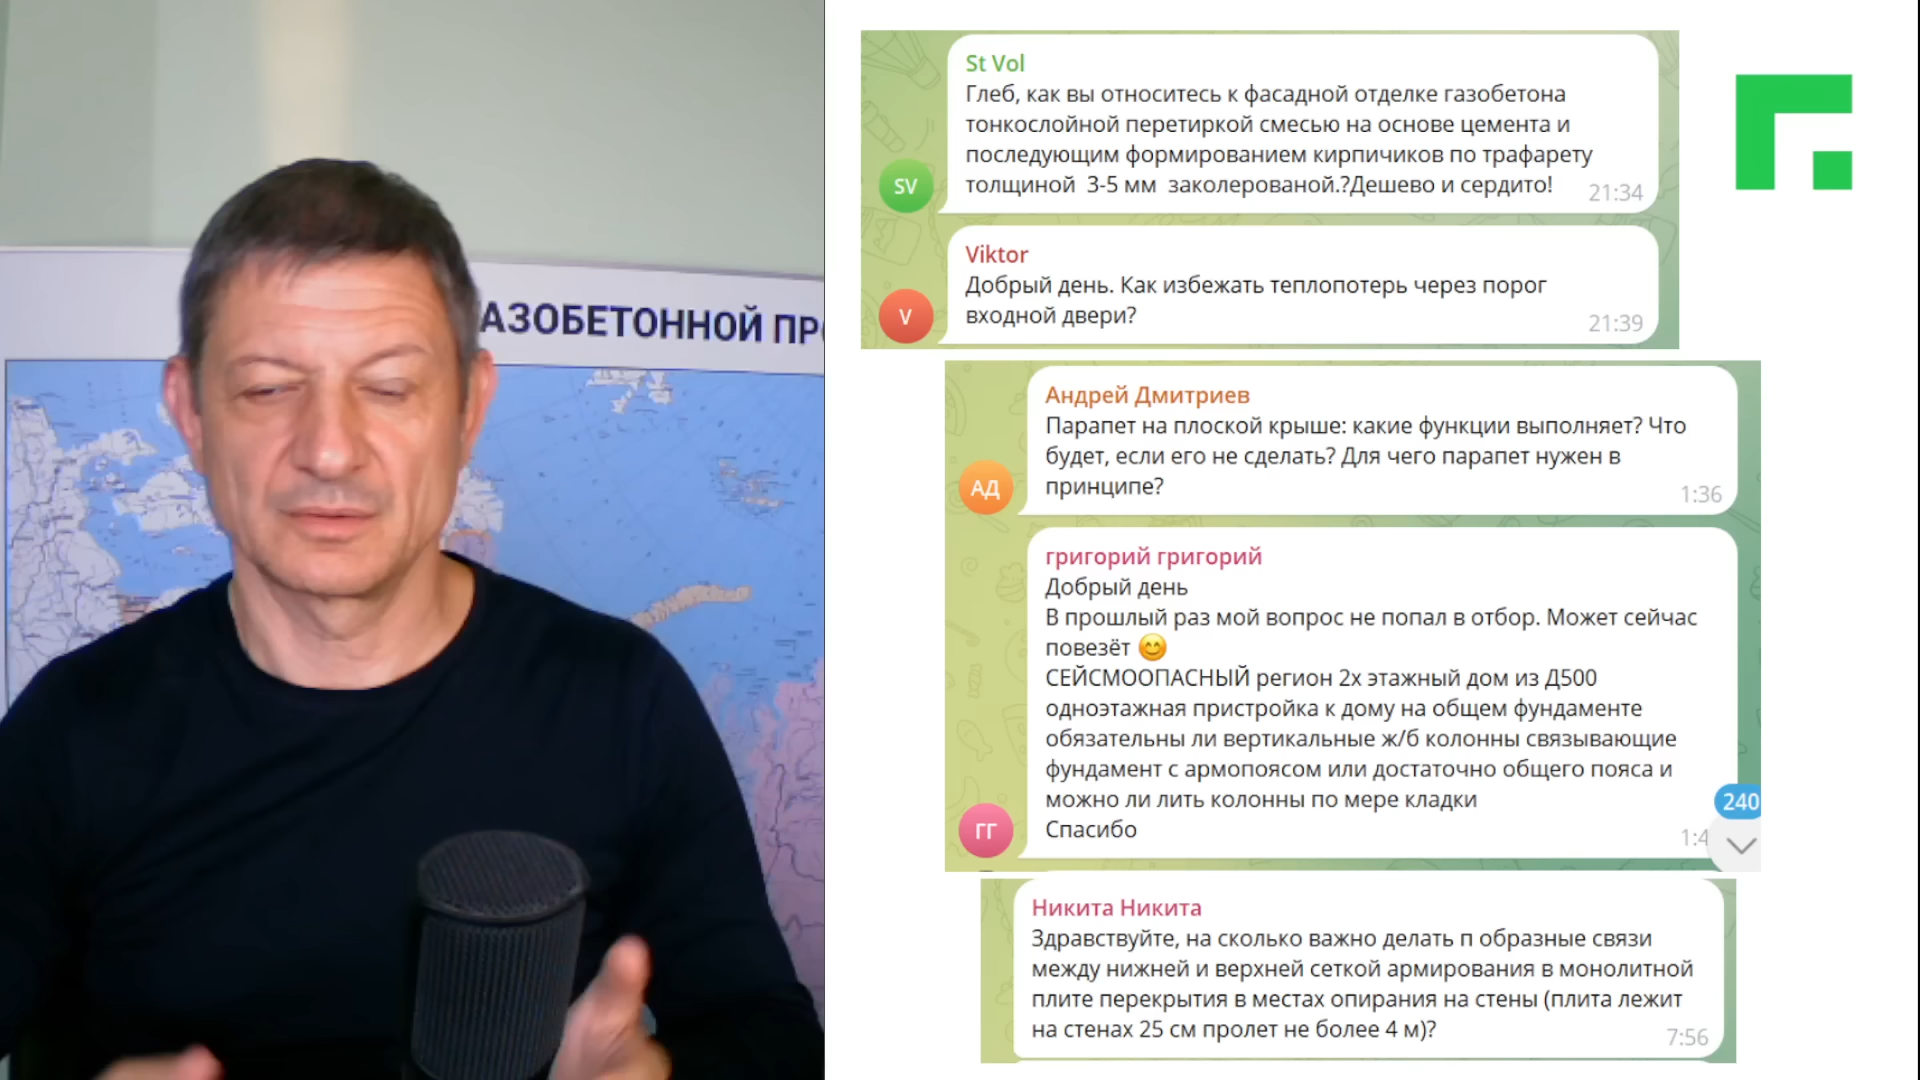 АЗОБЕТОННОЙ ПР
St Vol
Глеб, как вы относитесь к фасадной отделке газобетона
тонкослойной перетиркой смесью на основе цемента и
последующим формированием кирпичиков по трафарету
толщиной 3-5 мм заколерованой.?Дешево и сердито!
21:34
SV
Viktor
Добрый день. Как избежать теплопотерь через порог
входной двери?
21:39
V
Андрей Дмитриев
Парапет на плоской крыше: какие функции выполняет? Что
будет, если его не сделать? Для чего парапет нужен в
принципе?
1:36
АД
григорий григорий
Добрый день
В прошлый раз мой вопрос не попал в отбор. Может сейчас
повезёт 😊
СЕЙСМООПАСНЫЙ регион 2х этажный дом из Д500
одноэтажная пристройка к дому на общем фундаменте
обязательны ли вертикальные ж/б колонны связывающие
фундамент с армопоясом или достаточно общего пояса и
можно ли лить колонны по мере кладки
Спасибо
1:4
ГГ
240
Никита Никита
Здравствуйте, на сколько важно делать п образные связи
между нижней и верхней сеткой армирования в монолитной
плите перекрытия в местах опирания на стены (плита лежит
на стенах 25 см пролет не более 4 м)?
7:56